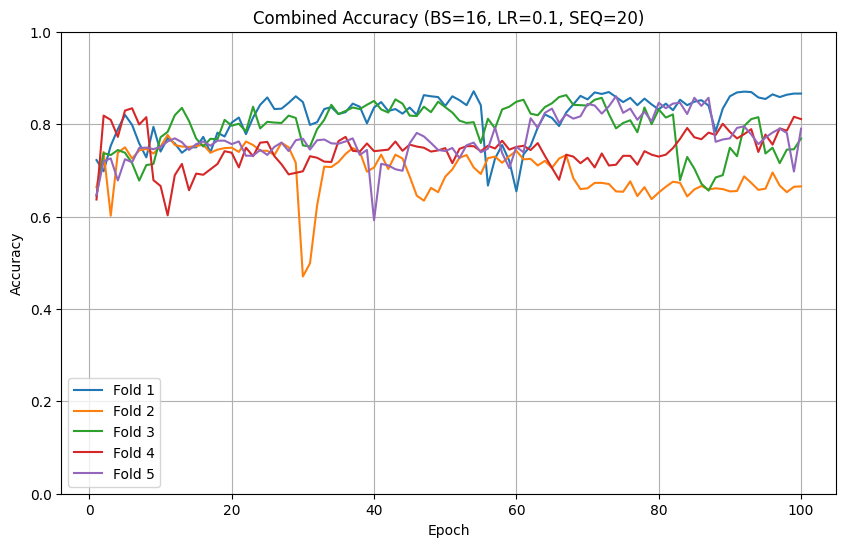 Combined Accuracy (BS=16, LR=0.1, SEQ=20)
1.0
0.8
0.6
0.4
0.2
0.0
Accuracy
Fold 1
Fold 2
Fold 3
Fold 4
Fold 5
0 20 40 60 80 100
Epoch